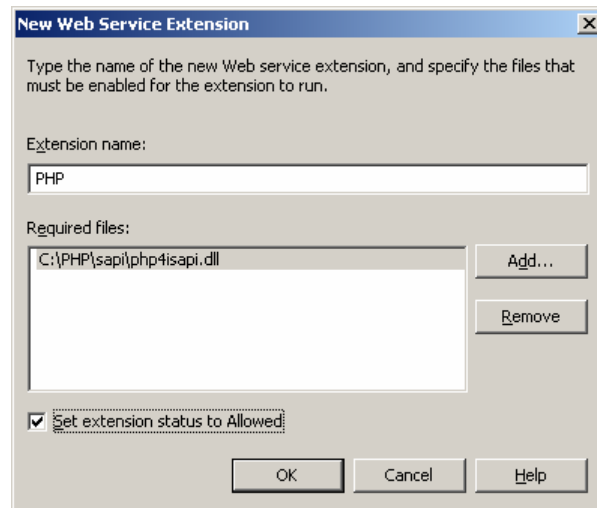 New Web Service Extension
Type the name of the new Web service extension, and specify the files that
must be enabled for the extension to run.
Extension name:
PHP
Required files:
C:\PHP\sapi\php4isapi.dll
Add...
Remove
Set extension status to Allowed
OK
Cancel
Help